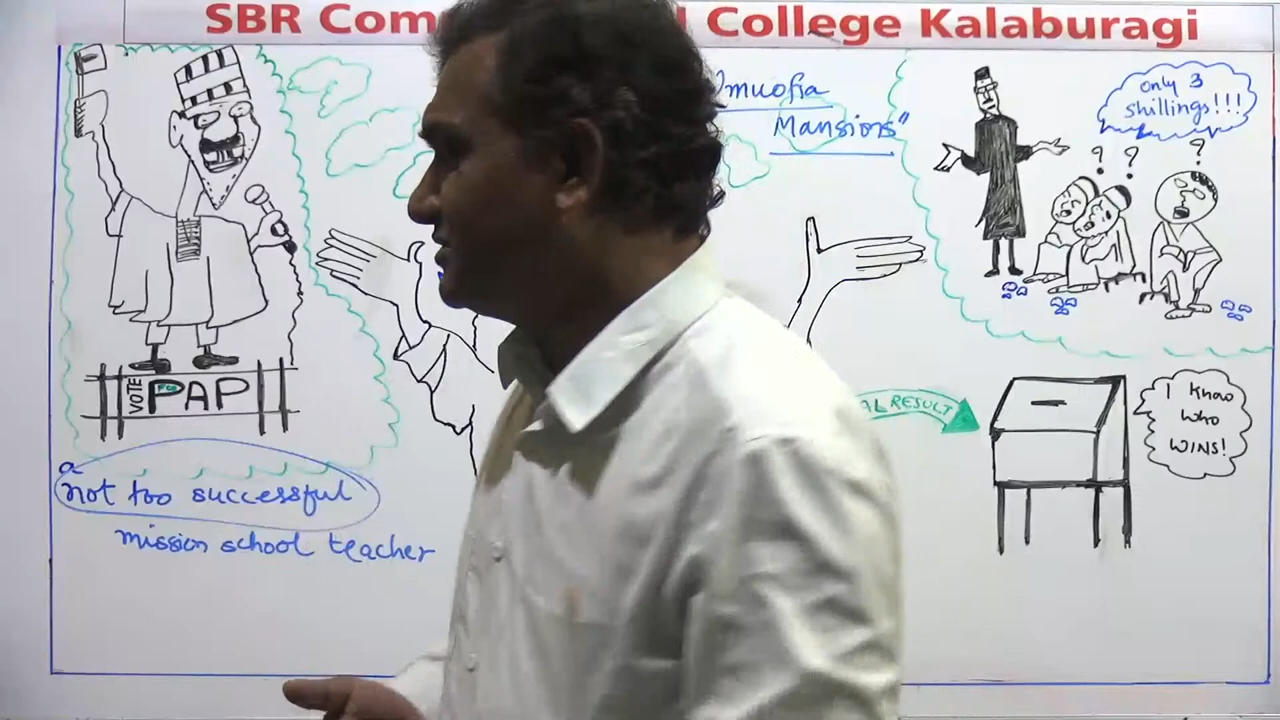 SBR Com College Kalaburagi
Umuofia
Mansions"
only 3
shillings!!!
? ? ?
VOTE FOR PAP
AL RESULT
I Know
who
WINS!
a
not too successful
mission school teacher